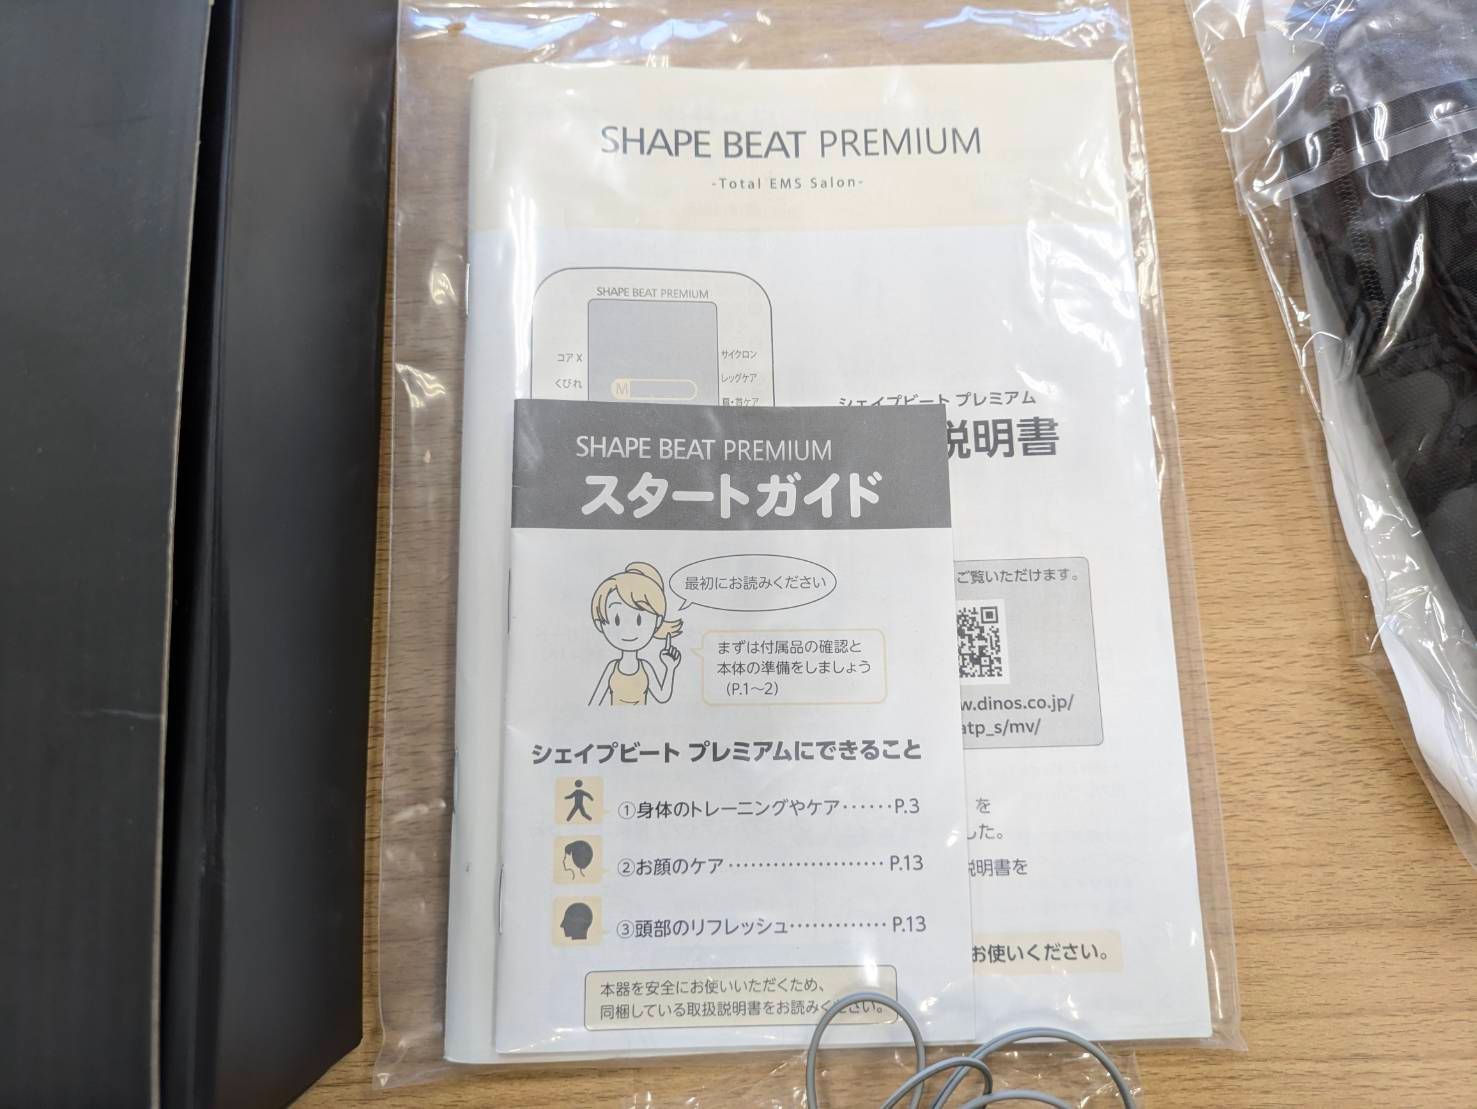 SHAPE BEAT PREMIUM
-Total EMS Salon-
SHAPE BEAT PREMIUM
コアX
くびれ
サイクロン
レッグケア
肩・首ケア
M
シェイプビート プレミアム
説明書
SHAPE BEAT PREMIUM
スタートガイド
最初にお読みください
まずは付属品の確認と
本体の準備をしましょう
(P.1~2)
ご覧いただけます。
w.dinos.co.jp/
atp_s/mv/
シェイプビート プレミアムにできること
①身体のトレーニングやケア······P.3
②お顔のケア·····················P.13
③頭部のリフレッシュ·············P.13
を
した。
説明書を
お使いください。
本器を安全にお使いいただくため、
同梱している取扱説明書をお読みください。